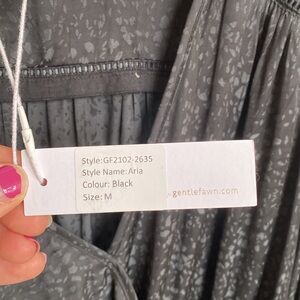 Style:GF2102-2635
Style Name:Aria
Colour: Black
Size: M
gentlefawn.com